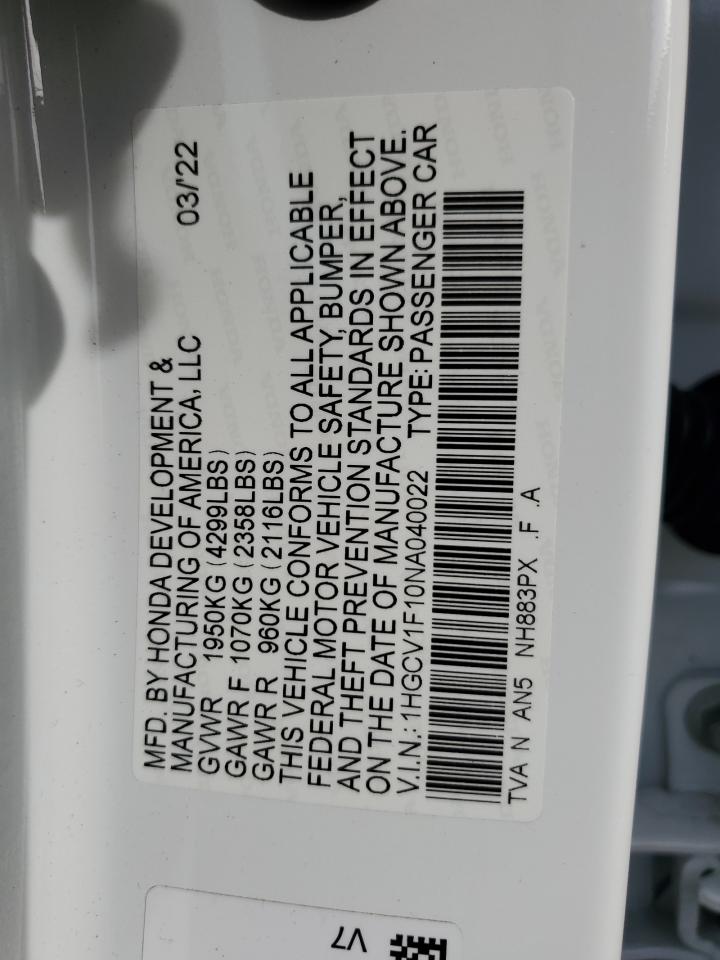 MFD. BY HONDA DEVELOPMENT &
MANUFACTURING OF AMERICA, LLC 03/'22
GVWR 1950KG (4299LBS)
GAWR F 1070KG (2358LBS)
GAWR R 960KG (2116LBS)
THIS VEHICLE CONFORMS TO ALL APPLICABLE
FEDERAL MOTOR VEHICLE SAFETY, BUMPER,
AND THEFT PREVENTION STANDARDS IN EFFECT
ON THE DATE OF MANUFACTURE SHOWN ABOVE.
V.I.N.: 1HGCV1F10NA040022 TYPE: PASSENGER CAR
TVA N AN5 NH883PX .F .A
V7